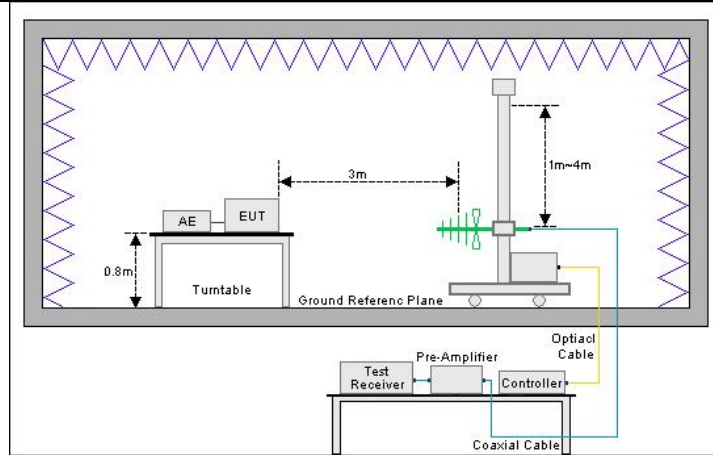 3m
1m~4m
AE
EUT
0.8m
Turntable
Ground Referenc Plane
Optiacl
Cable
Pre-Amplifier
Test
Receiver
Controller
Coaxial Cable